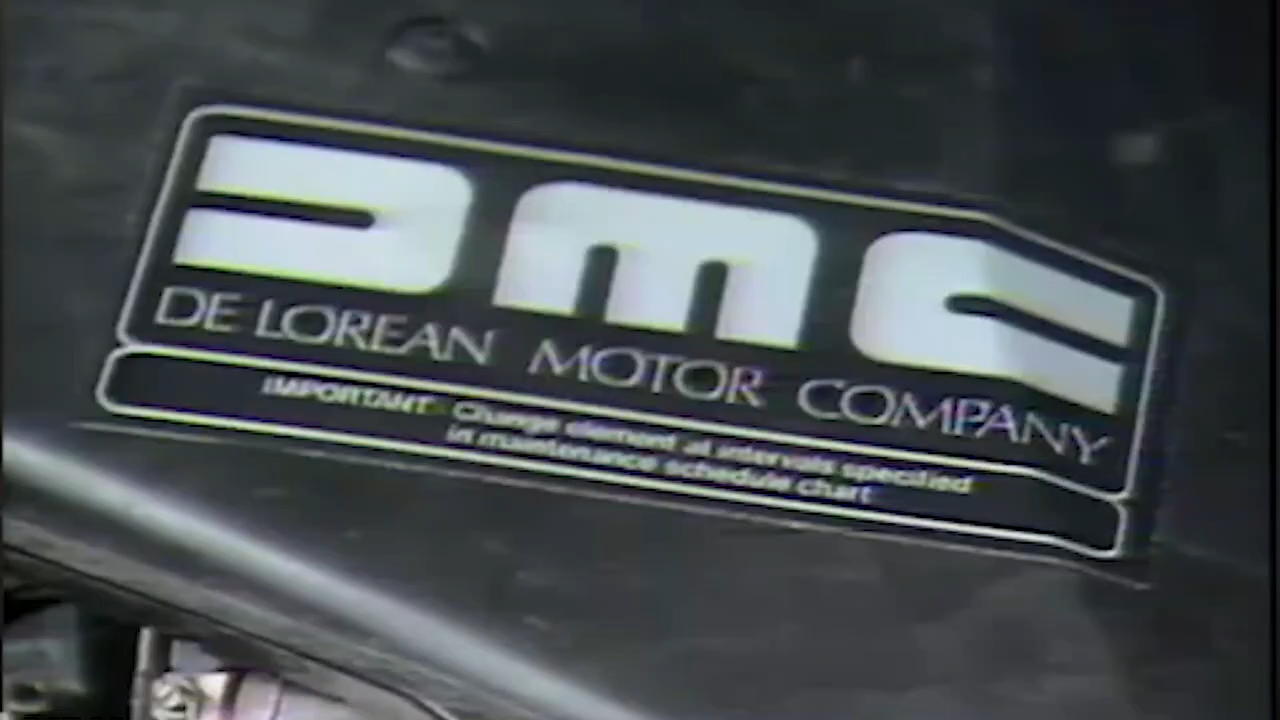 DMC
DE LOREAN MOTOR COMPANY
IMPORTANT Change element at intervals specified
in maintenance schedule chart